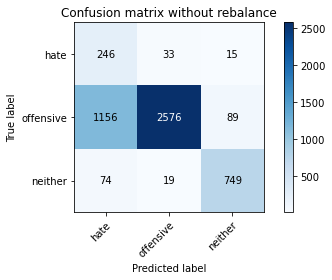 Confusion matrix without rebalance
hate 246 33 15
offensive 1156 2576 89
neither 74 19 749
True label
hate offensive neither
Predicted label
2500
2000
1500
1000
500